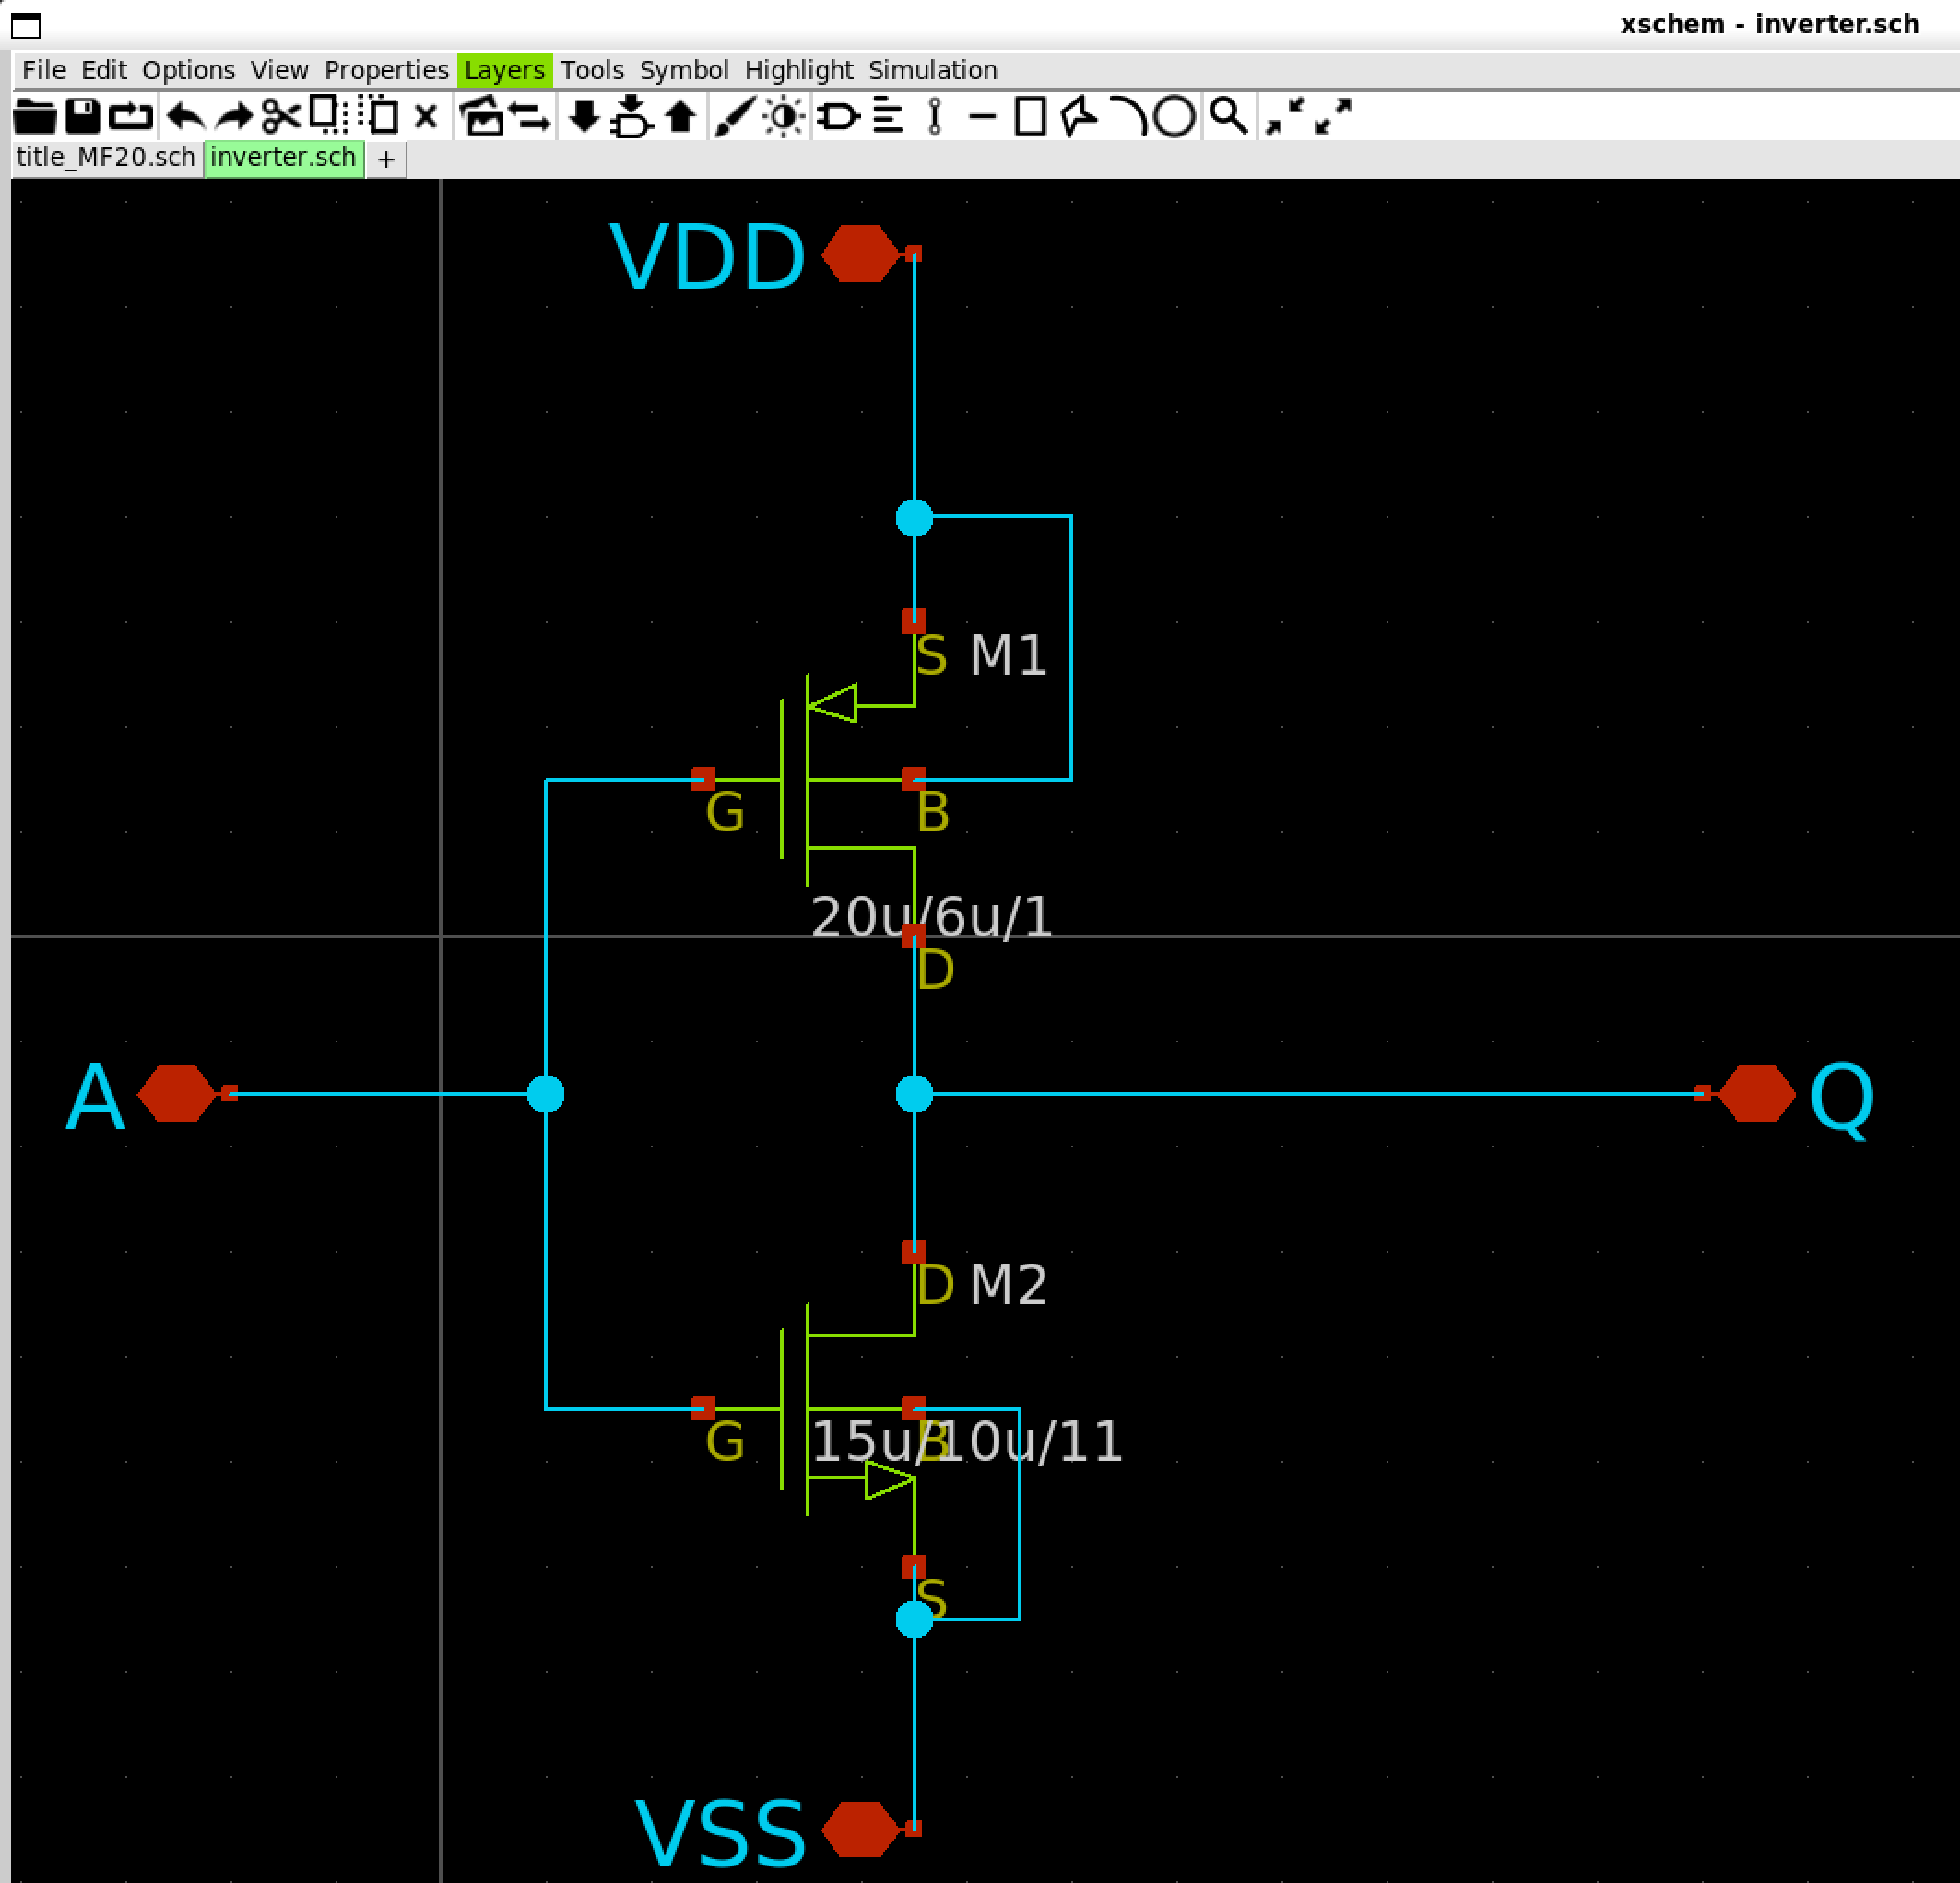 xschem - inverter.sch
File Edit Options View Properties Layers Tools Symbol Highlight Simulation
title_MF20.sch inverter.sch +
VDD
S M1
G B
20u/6u/1
D
A Q
D M2
G 15u/10u/11 B
S
VSS